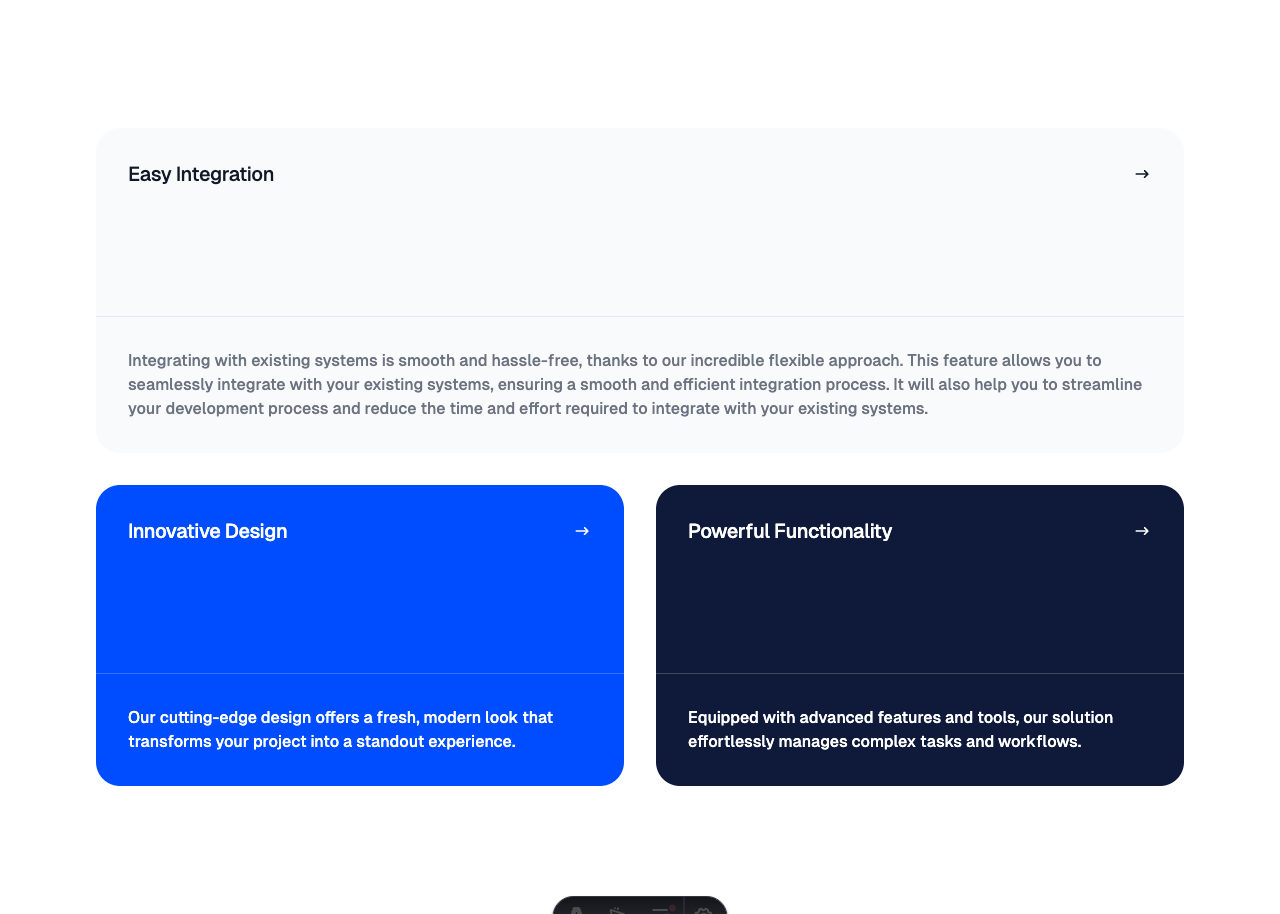 Easy Integration →
Integrating with existing systems is smooth and hassle-free, thanks to our incredible flexible approach. This feature allows you to
seamlessly integrate with your existing systems, ensuring a smooth and efficient integration process. It will also help you to streamline
your development process and reduce the time and effort required to integrate with your existing systems.
Innovative Design →
Our cutting-edge design offers a fresh, modern look that
transforms your project into a standout experience.
Powerful Functionality →
Equipped with advanced features and tools, our solution
effortlessly manages complex tasks and workflows.